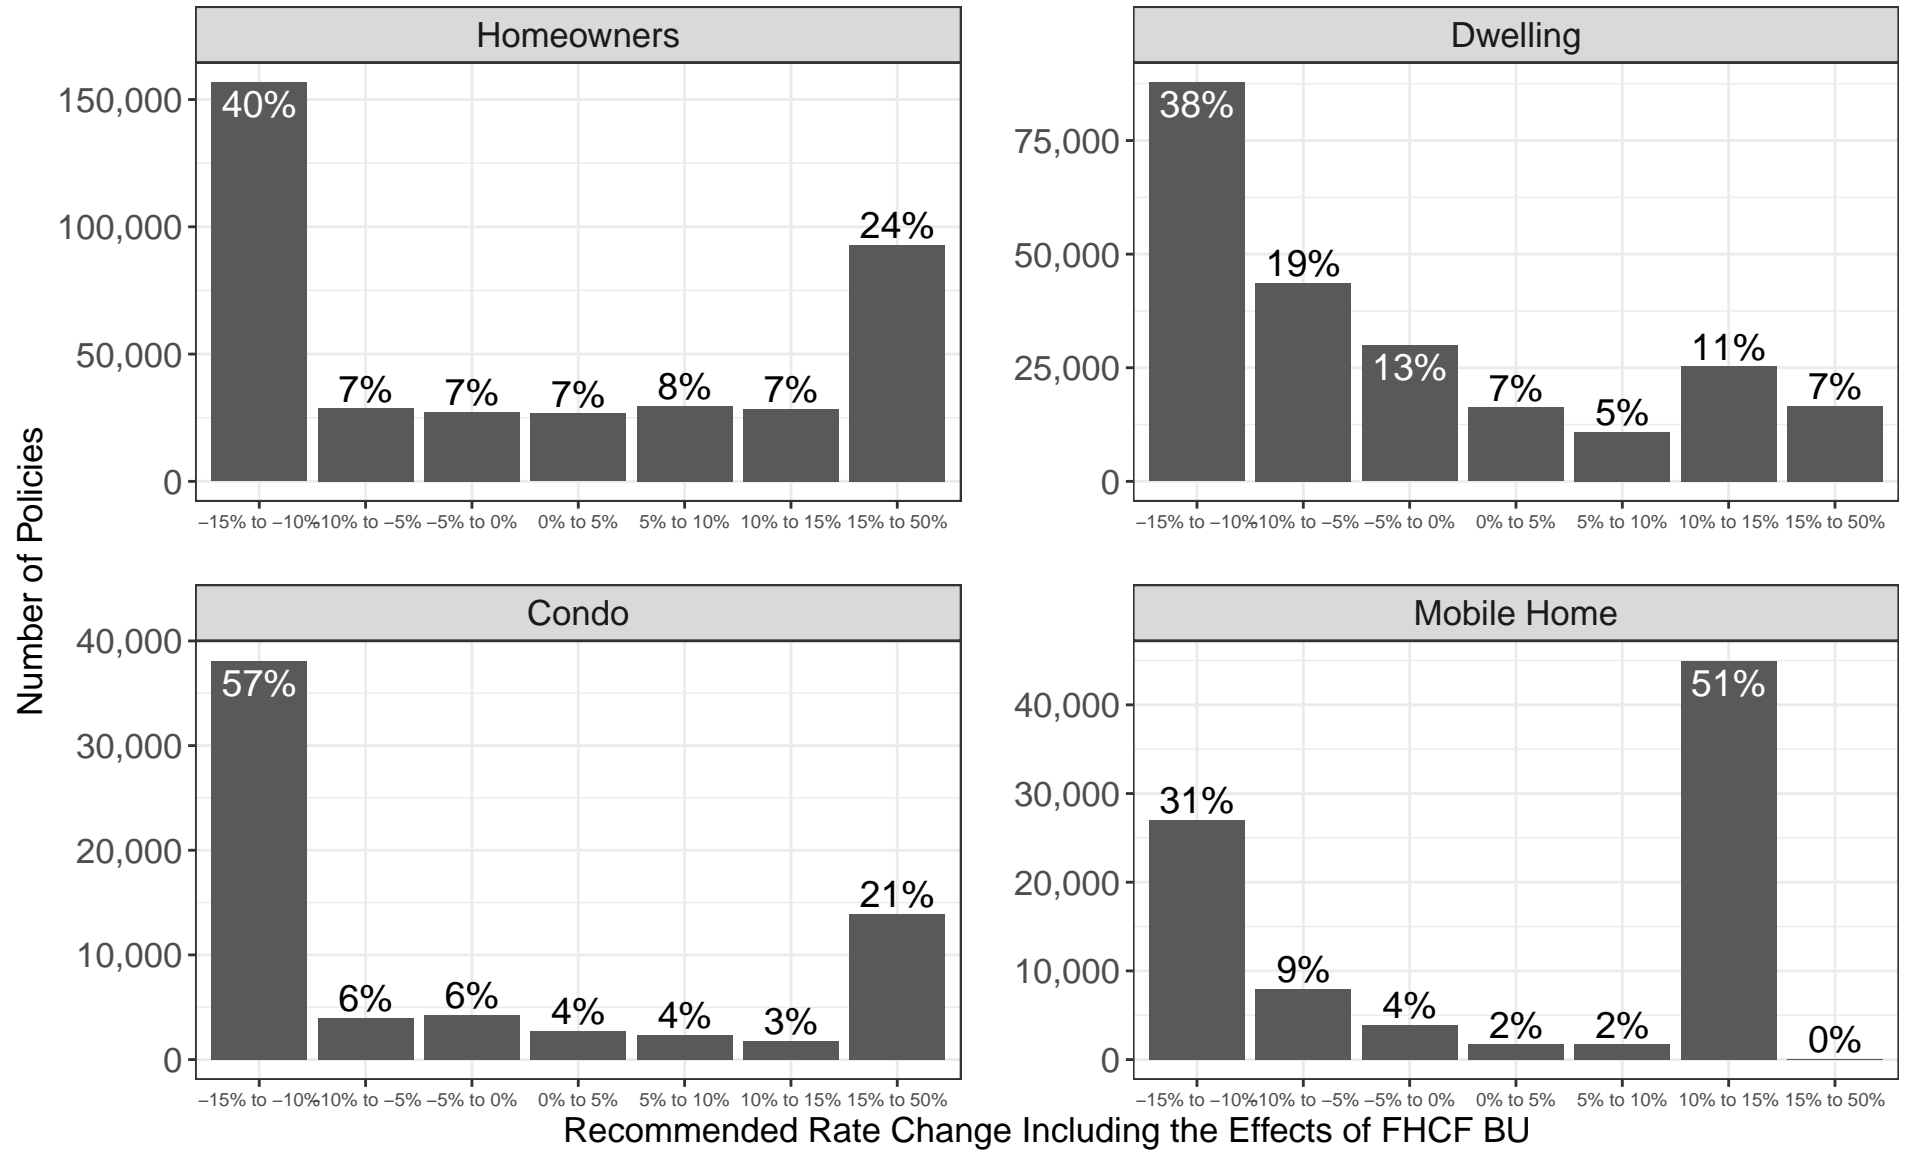 Number of Policies
Homeowners
150,000
100,000
50,000
0
40%
7%
7%
7%
8%
7%
24%
−15% to −10%
−10% to −5%
−5% to 0%
0% to 5%
5% to 10%
10% to 15%
15% to 50%
Dwelling
75,000
50,000
25,000
0
38%
19%
13%
7%
5%
11%
7%
−15% to −10%
−10% to −5%
−5% to 0%
0% to 5%
5% to 10%
10% to 15%
15% to 50%
Condo
40,000
30,000
20,000
10,000
0
57%
6%
6%
4%
4%
3%
21%
−15% to −10%
−10% to −5%
−5% to 0%
0% to 5%
5% to 10%
10% to 15%
15% to 50%
Mobile Home
40,000
30,000
20,000
10,000
0
31%
9%
4%
2%
2%
51%
0%
−15% to −10%
−10% to −5%
−5% to 0%
0% to 5%
5% to 10%
10% to 15%
15% to 50%
Recommended Rate Change Including the Effects of FHCF BU